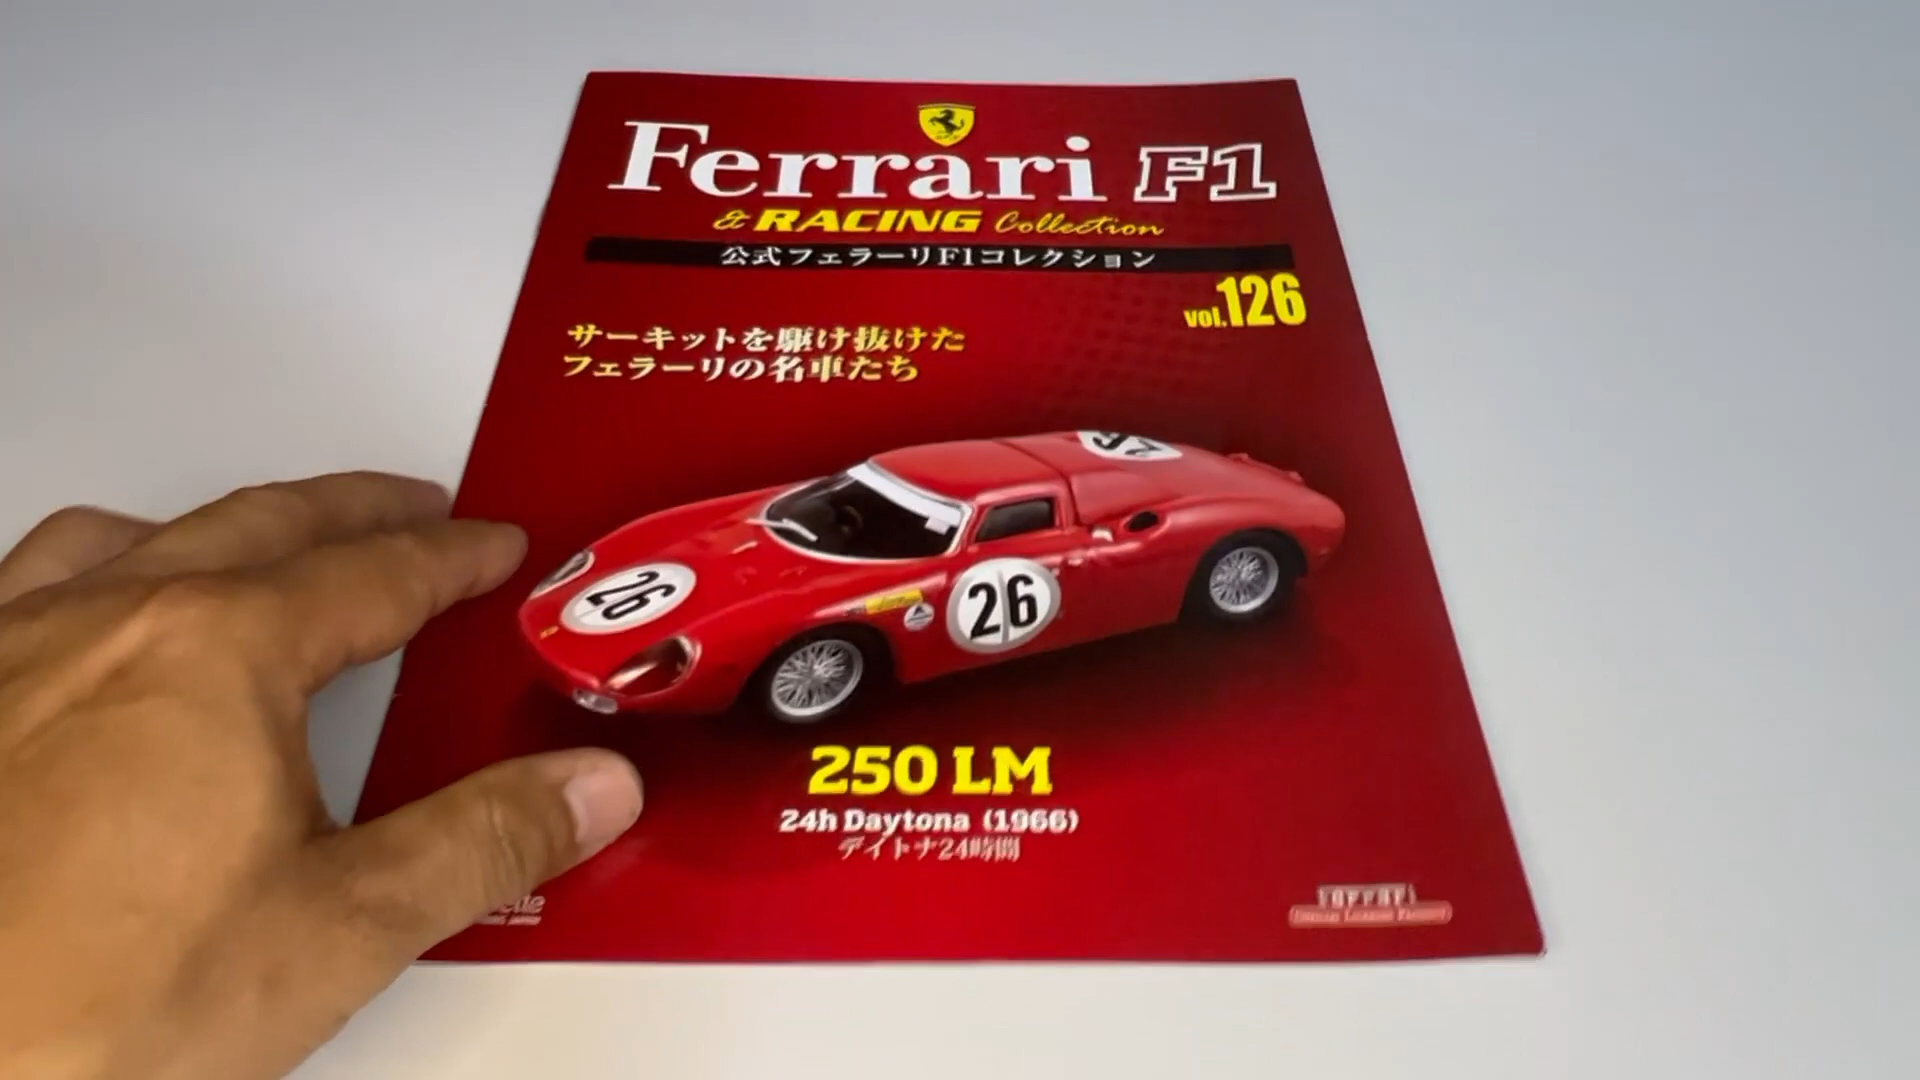 Ferrari F1
& RACING Collection
公式フェラーリF1コレクション
vol.126
サーキットを駆け抜けた
フェラーリの名車たち
26
26
250 LM
24h Daytona (1966)
デイトナ24時間
Ferrari